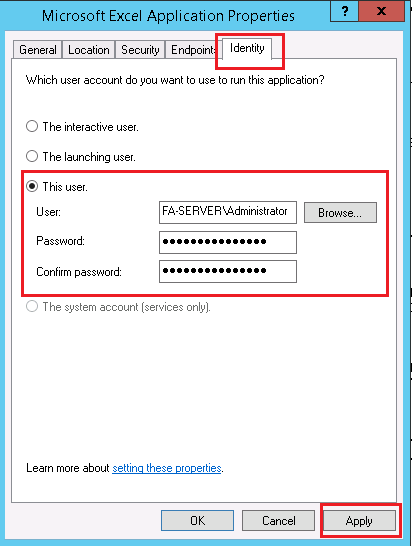 Microsoft Excel Application Properties
? x
General Location Security Endpoints Identity
Which user account do you want to use to run this application?
The interactive user.
The launching user.
This user.
User: FA-SERVER\Administrator Browse...
Password: ●●●●●●●●●●●●●●●
Confirm password: ●●●●●●●●●●●●●●●
The system account (services only).
Learn more about setting these properties.
OK Cancel Apply